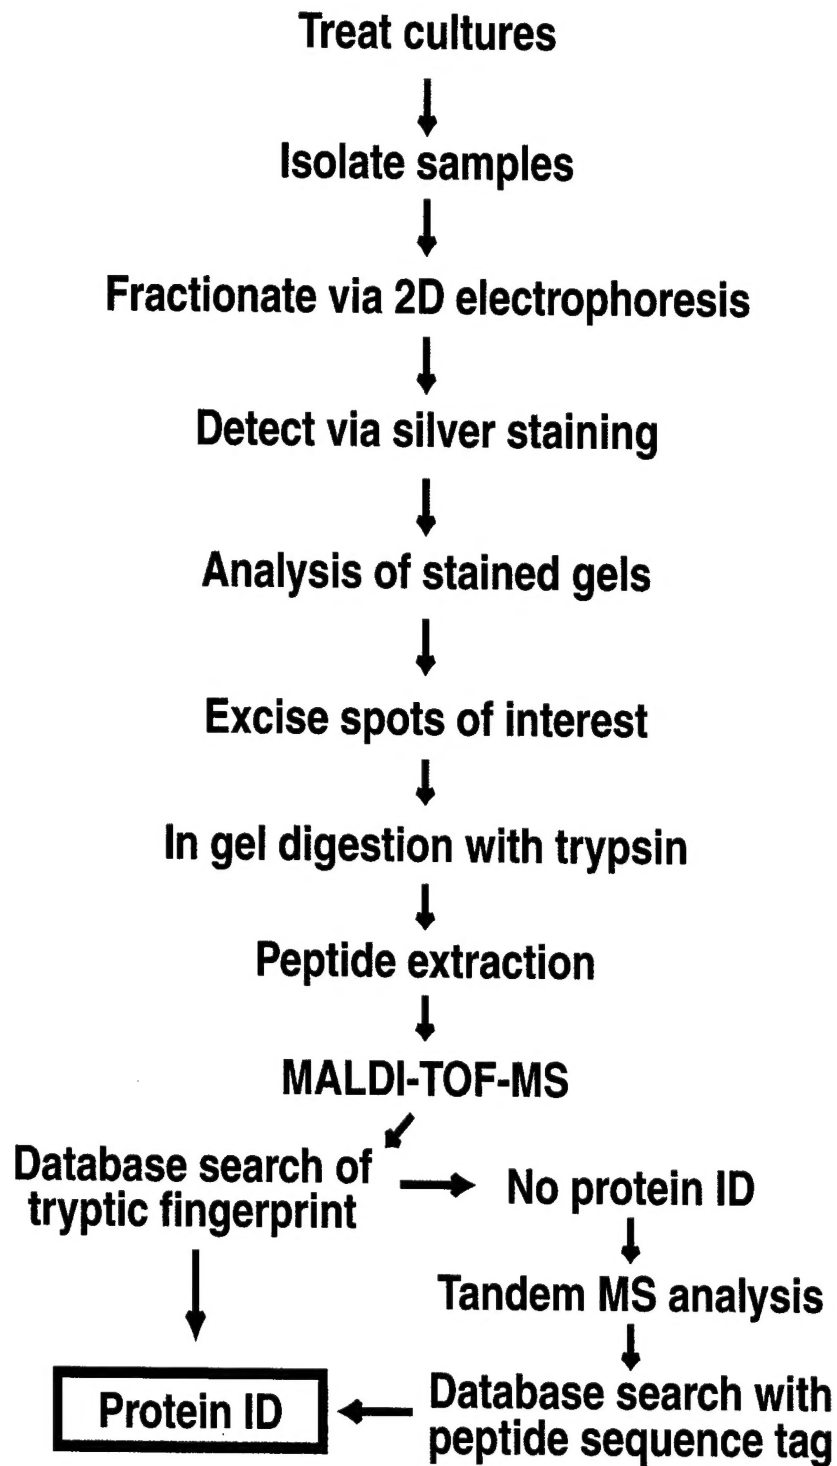 Treat cultures
Isolate samples
Fractionate via 2D electrophoresis
Detect via silver staining
Analysis of stained gels
Excise spots of interest
In gel digestion with trypsin
Peptide extraction
MALDI-TOF-MS
Database search of
tryptic fingerprint
No protein ID
Tandem MS analysis
Database search with
peptide sequence tag
Protein ID